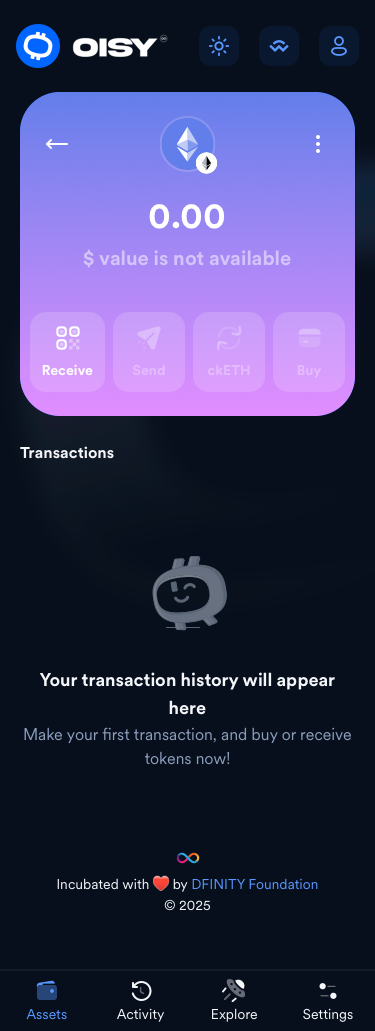 OISY
0.00
$ value is not available
Receive
Send
ckETH
Buy
Transactions
Your transaction history will appear
here
Make your first transaction, and buy or receive
tokens now!
Incubated with ❤️ by DFINITY Foundation
© 2025
Assets
Activity
Explore
Settings